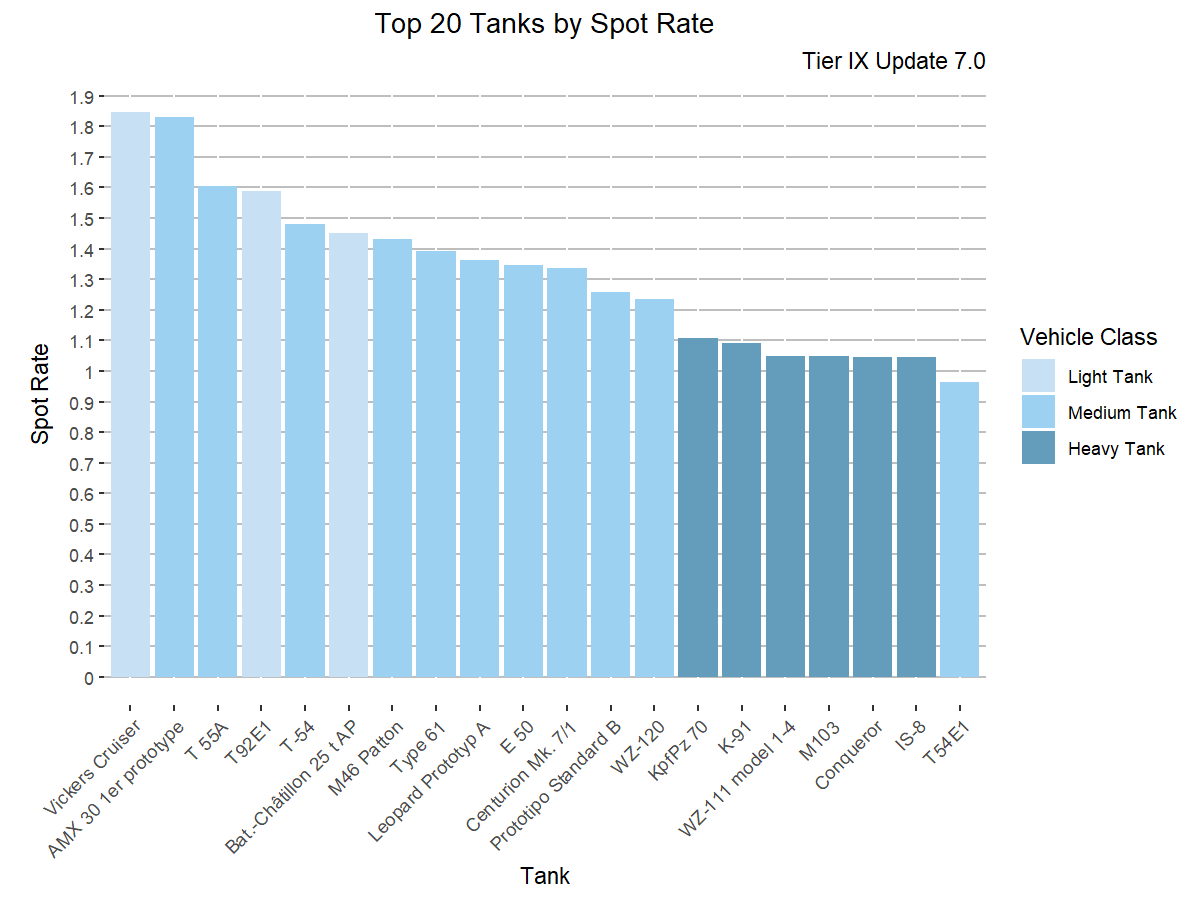 Top 20 Tanks by Spot Rate
Tier IX Update 7.0
1.9
1.8
1.7
1.6
1.5
1.4
1.3
1.2
1.1
1
0.9
0.8
0.7
0.6
0.5
0.4
0.3
0.2
0.1
0
Spot Rate
Vickers Cruiser
AMX 30 1er prototype
T 55A
T92E1
T-54
Bat.-Châtillon 25 t AP
M46 Patton
Type 61
Leopard Prototyp A
E 50
Centurion Mk. 7/1
Prototipo Standard B
WZ-120
KpfPz 70
K-91
WZ-111 model 1-4
M103
Conqueror
IS-8
T54E1
Tank
Vehicle Class
Light Tank
Medium Tank
Heavy Tank